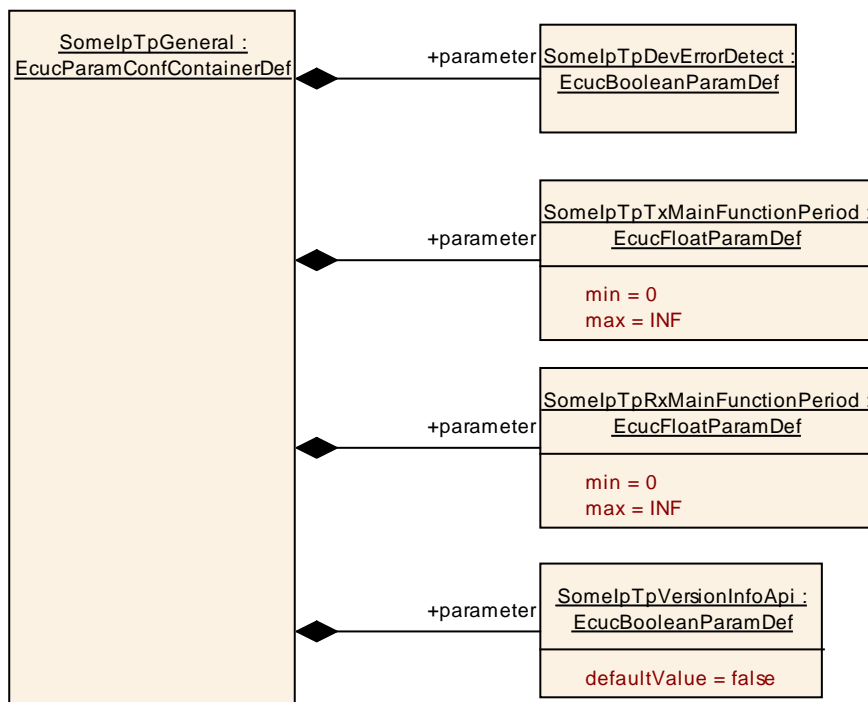 SomeIpTpGeneral :
EcucParamConfContainerDef
+parameter
SomeIpTpDevErrorDetect :
EcucBooleanParamDef
+parameter
SomeIpTpTxMainFunctionPeriod :
EcucFloatParamDef
min = 0
max = INF
+parameter
SomeIpTpRxMainFunctionPeriod :
EcucFloatParamDef
min = 0
max = INF
+parameter
SomeIpTpVersionInfoApi :
EcucBooleanParamDef
defaultValue = false